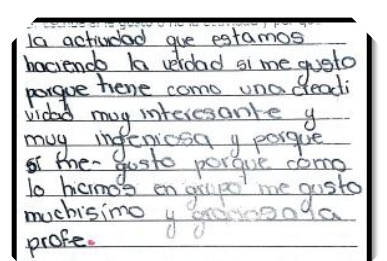 la actividad que estamos
haciendo la verdad si me gusto
porque tiene como una creati
vidad muy interesante y
muy ingeniosa y porque
si me gusto porque como
lo hicimos en grupo me gusto
muchisimo y gracias a la
profe.